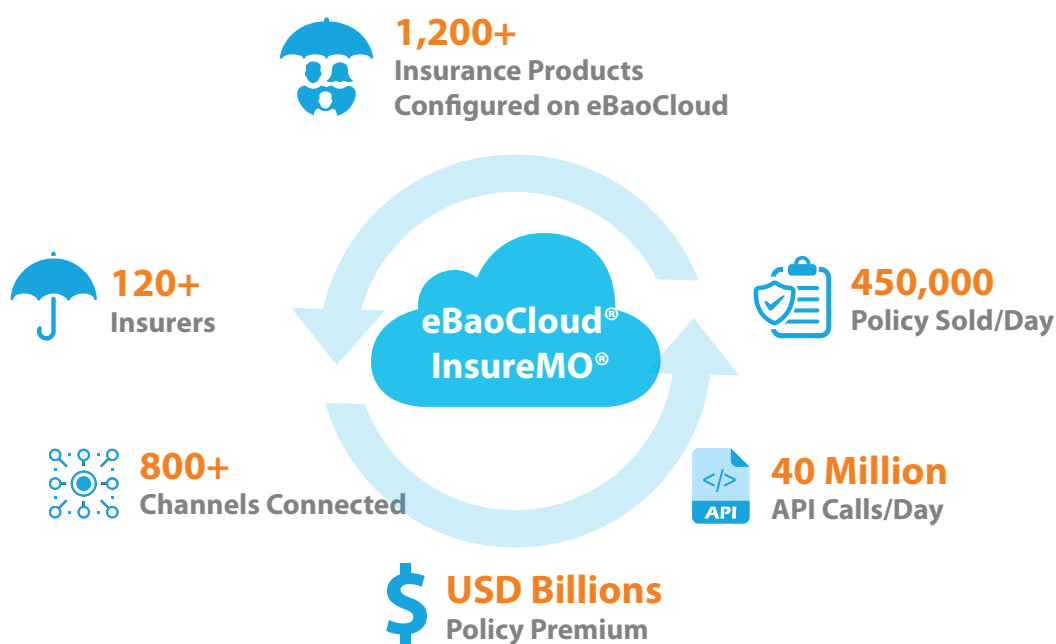 1,200+
Insurance Products
Configured on eBaoCloud
120+
Insurers
eBaoCloud®
InsureMO®
450,000
Policy Sold/Day
800+
Channels Connected
</>
API
40 Million
API Calls/Day
$
USD Billions
Policy Premium